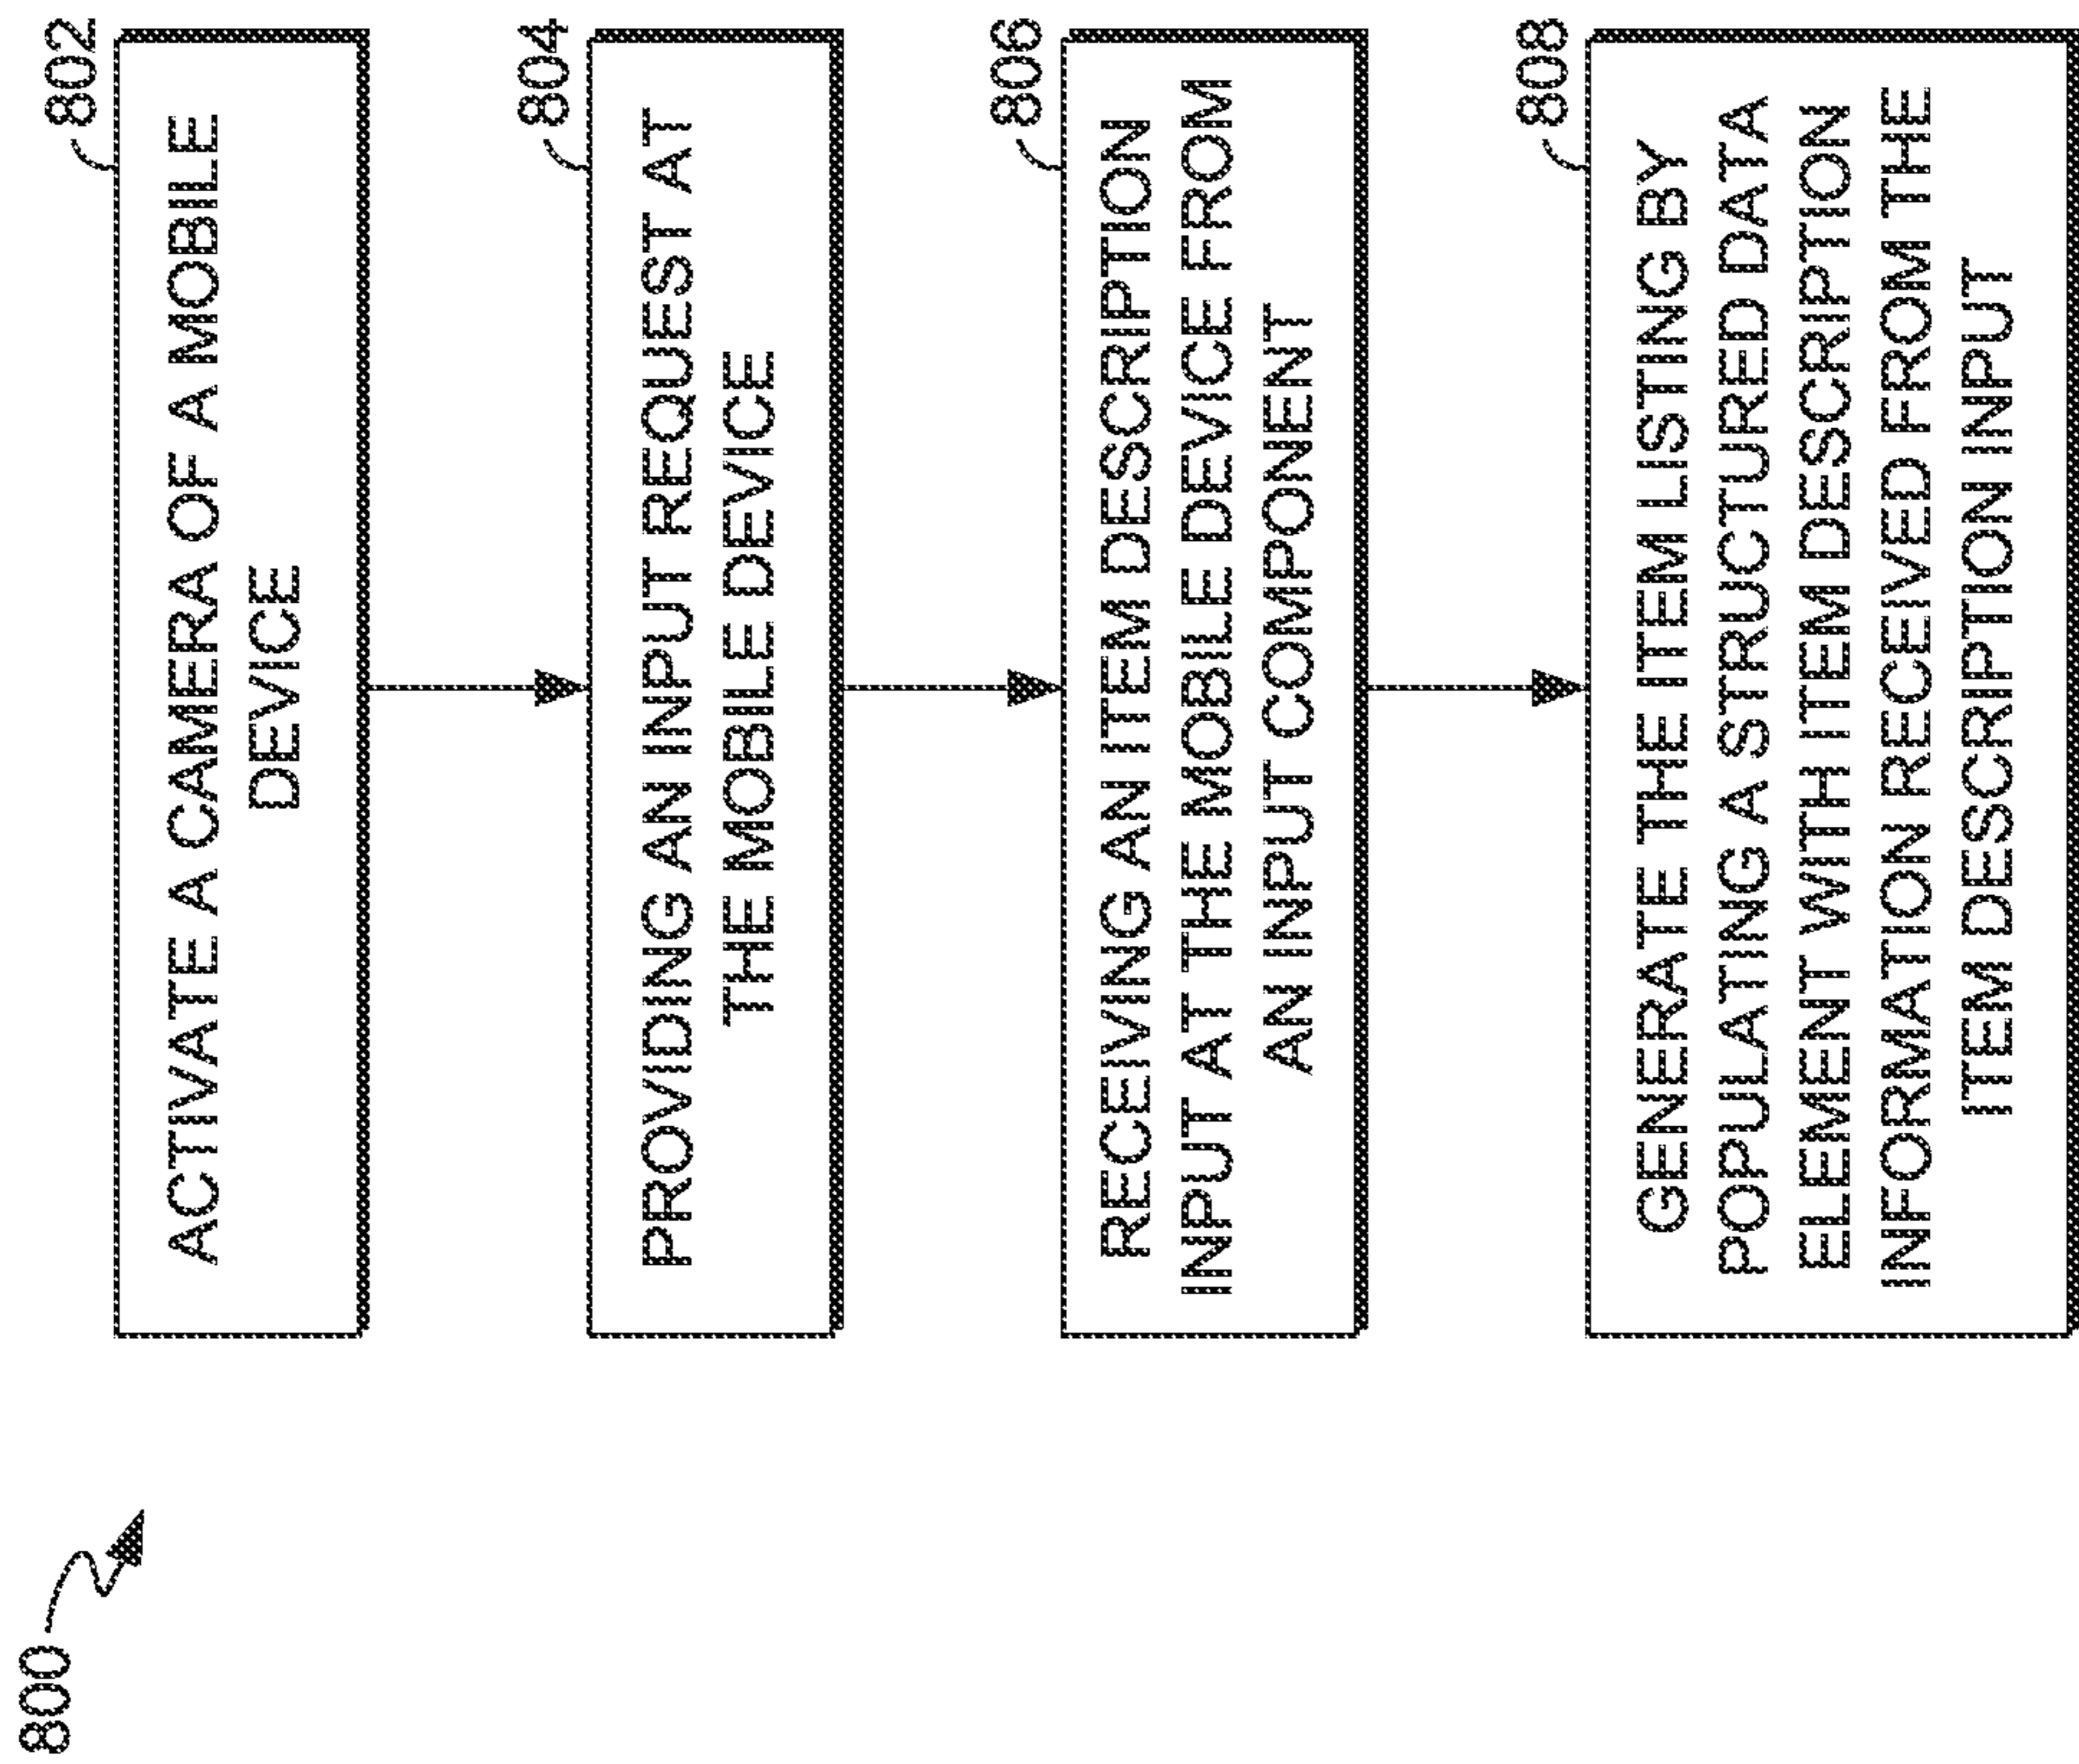 800
802
ACTIVATE A CAMERA OF A MOBILE
DEVICE
804
PROVIDING AN INPUT REQUEST AT
THE MOBILE DEVICE
806
RECEIVING AN ITEM DESCRIPTION
INPUT AT THE MOBILE DEVICE FROM
AN INPUT COMPONENT
808
GENERATE THE ITEM LISTING BY
POPULATING A STRUCTURED DATA
ELEMENT WITH ITEM DESCRIPTION
INFORMATION RECEIVED FROM THE
ITEM DESCRIPTION INPUT